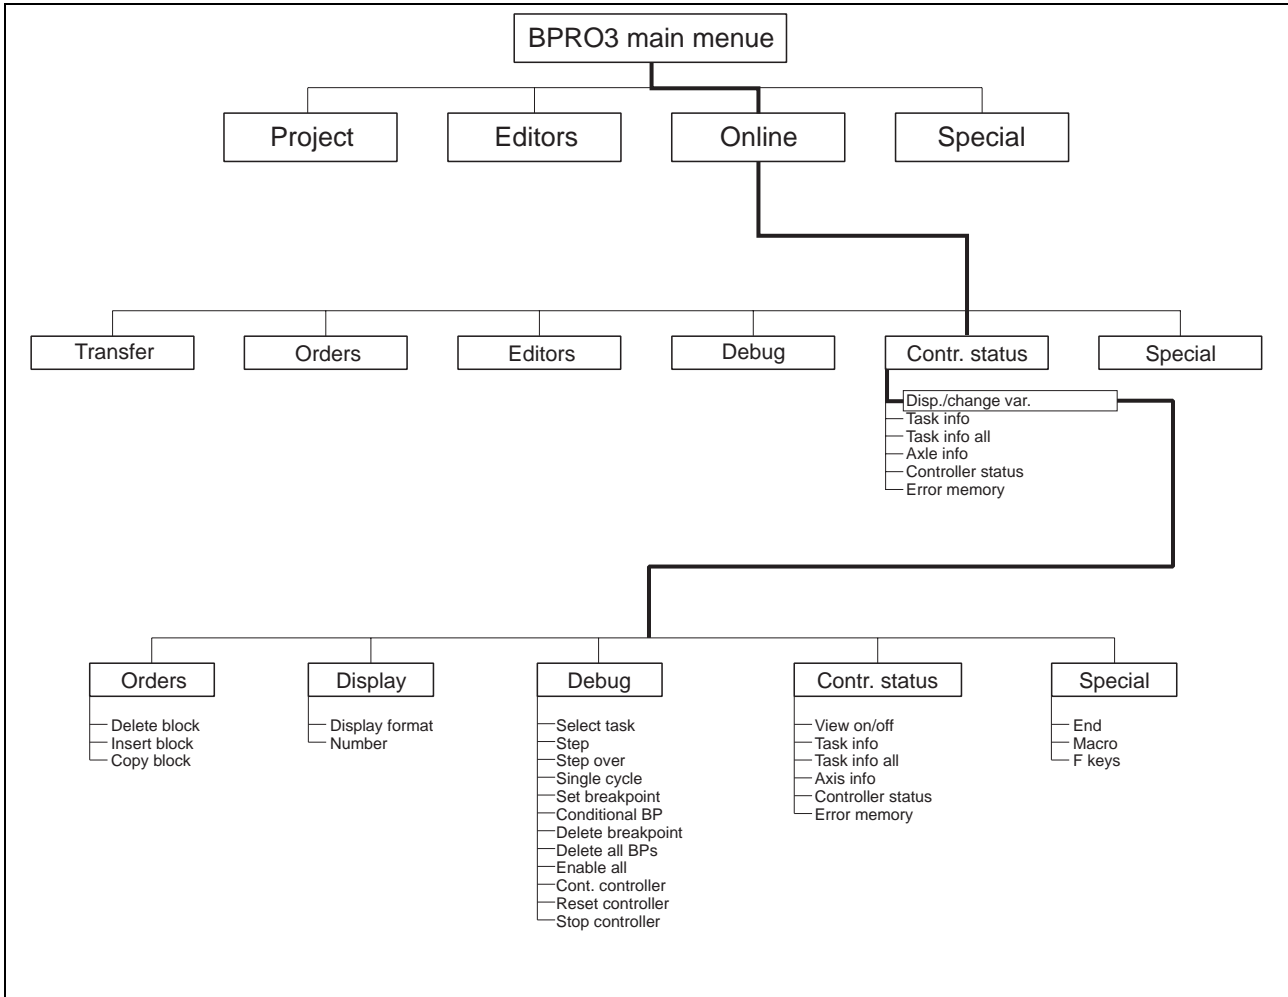 BPRO3 main menue
Project
Editors
Online
Special
Transfer
Orders
Editors
Debug
Contr. status
Special
Disp./change var.
Task info
Task info all
Axle info
Controller status
Error memory
Orders
Display
Debug
Contr. status
Special
Delete block
Insert block
Copy block
Display format
Number
Select task
Step
Step over
Single cycle
Set breakpoint
Conditional BP
Delete breakpoint
Delete all BPs
Enable all
Cont. controller
Reset controller
Stop controller
View on/off
Task info
Task info all
Axis info
Controller status
Error memory
End
Macro
F keys